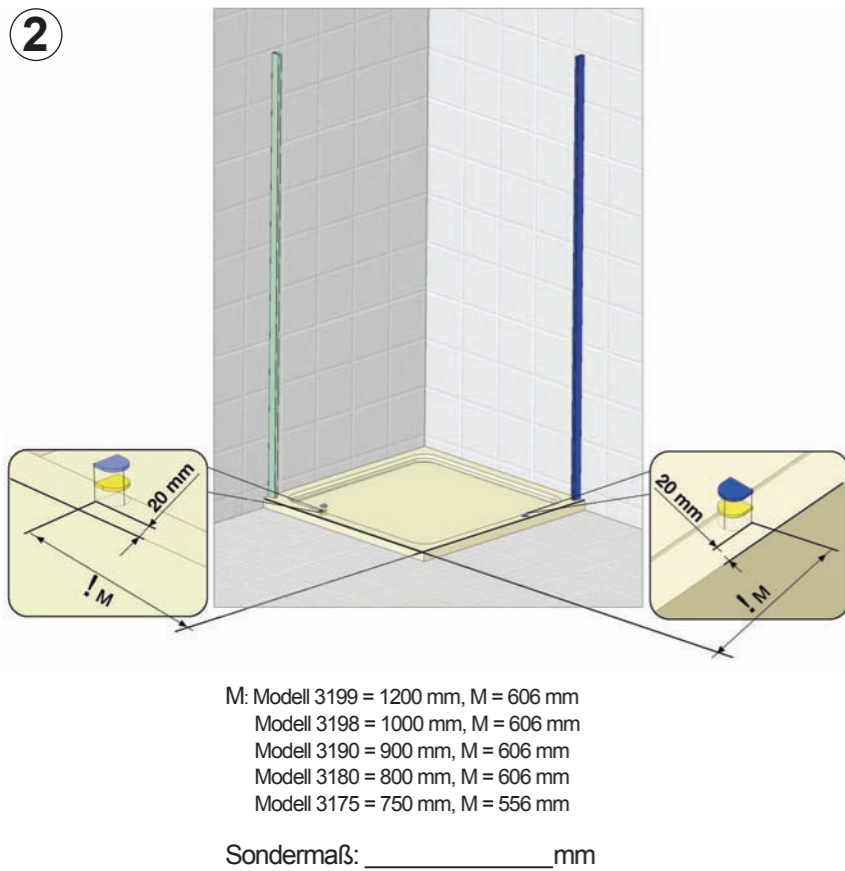 2
20 mm
! M
20 mm
! M
M: Modell 3199 = 1200 mm, M = 606 mm
Modell 3198 = 1000 mm, M = 606 mm
Modell 3190 = 900 mm, M = 606 mm
Modell 3180 = 800 mm, M = 606 mm
Modell 3175 = 750 mm, M = 556 mm
Sondermaß: ______________mm